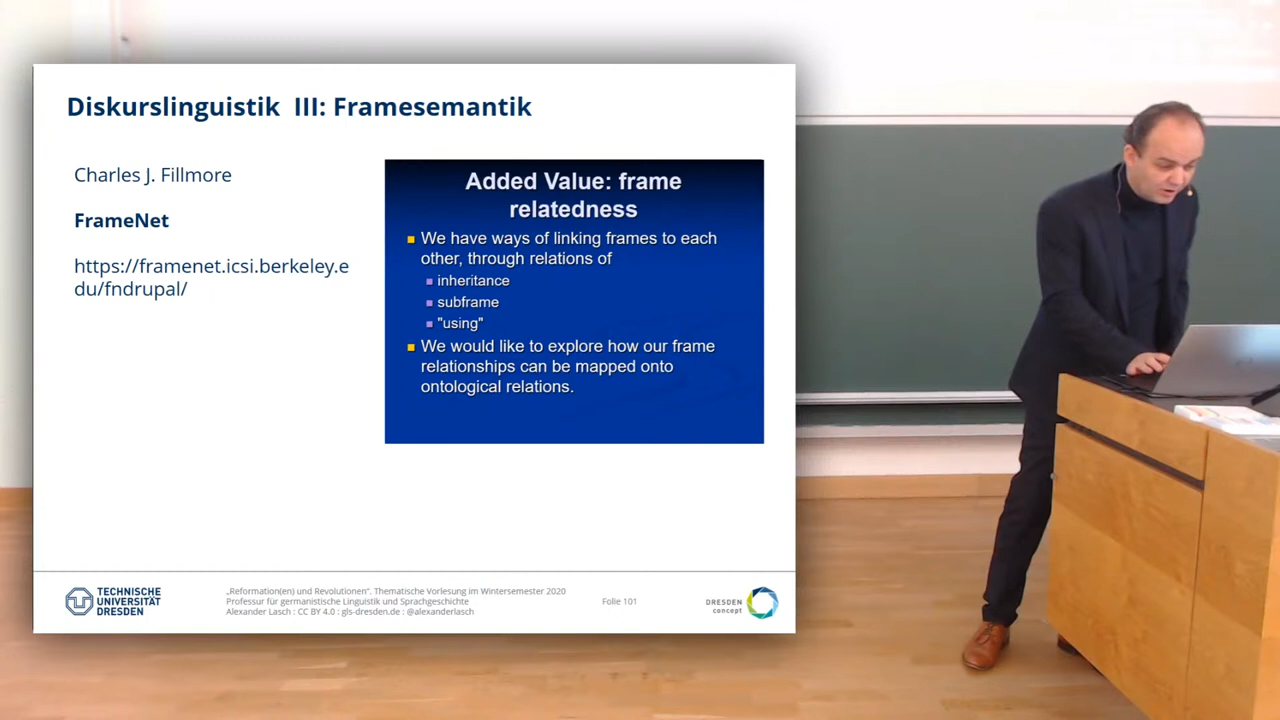 Diskurslinguistik III: Framesemantik
Charles J. Fillmore
FrameNet
https://framenet.icsi.berkeley.e
du/fndrupal/
Added Value: frame
relatedness
We have ways of linking frames to each
other, through relations of
inheritance
subframe
"using"
We would like to explore how our frame
relationships can be mapped onto
ontological relations.
TECHNISCHE
UNIVERSITÄT
DRESDEN
„Reformation(en) und Revolutionen“. Thematische Vorlesung im Wintersemester 2020
Professur für germanistische Linguistik und Sprachgeschichte
Alexander Lasch : CC BY 4.0 : gls-dresden.de : @alexanderlasch
Folie 101
DRESDEN
concept